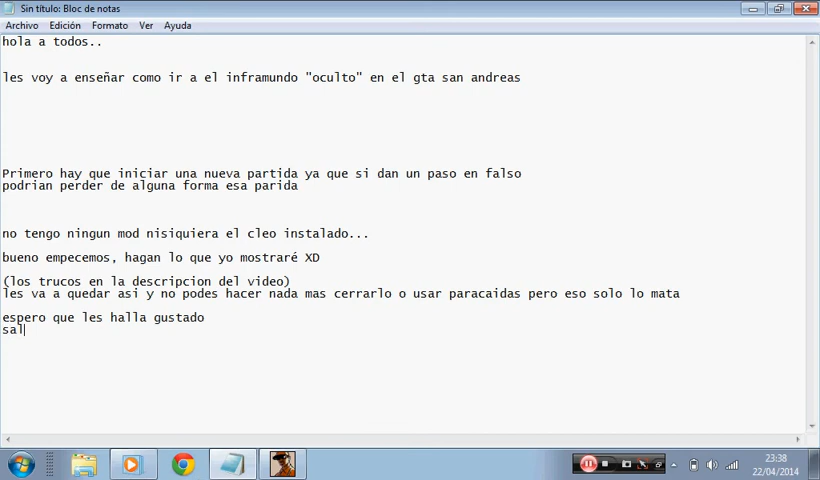 Sin título: Bloc de notas
Archivo Edición Formato Ver Ayuda
hola a todos..
les voy a enseñar como ir a el inframundo "oculto" en el gta san andreas
Primero hay que iniciar una nueva partida ya que si dan un paso en falso
podrian perder de alguna forma esa parida
no tengo ningun mod nisiquiera el cleo instalado...
bueno empecemos, hagan lo que yo mostraré XD
(los trucos en la descripcion del video)
les va a quedar asi y no podes hacer nada mas cerrarlo o usar paracaidas pero eso solo lo mata
espero que les halla gustado
sal
23:38
22/04/2014